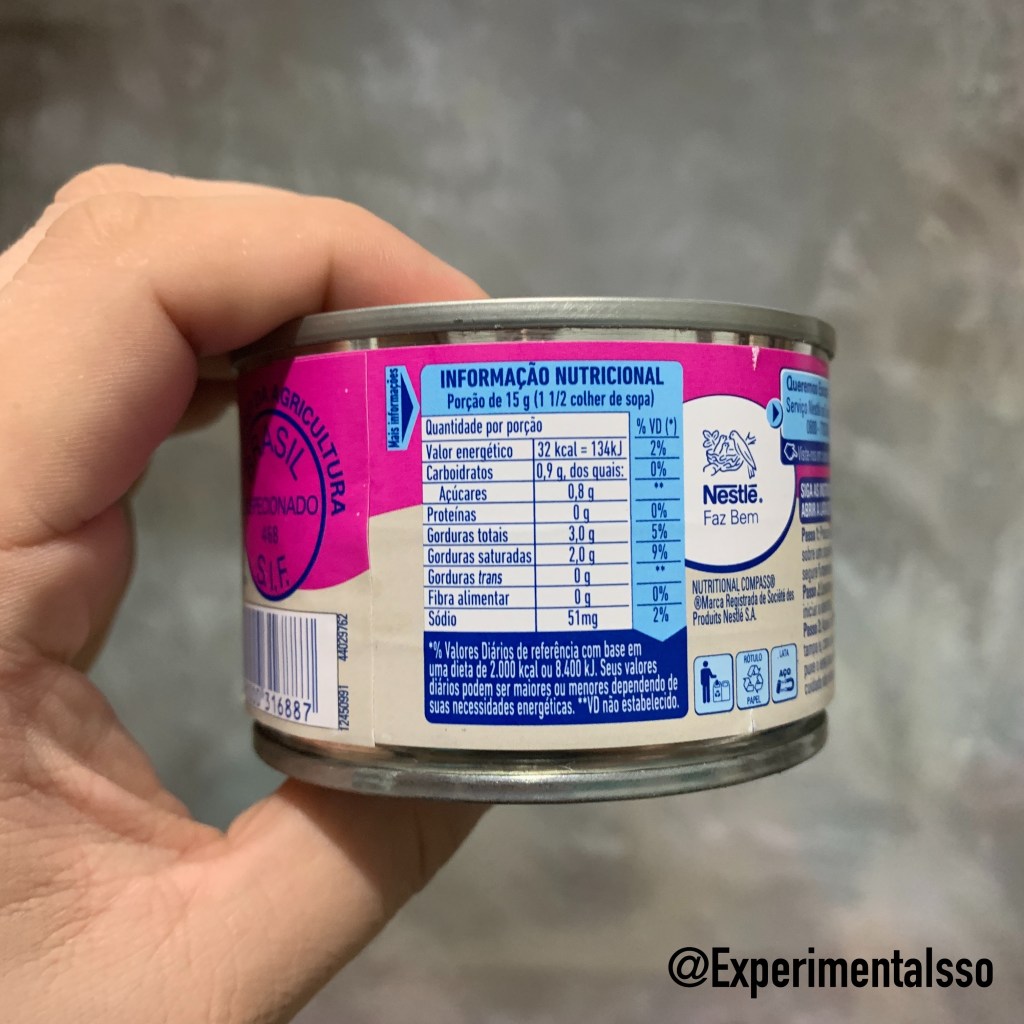 AGRICULTURA
BRASIL
468
S.I.F.
316887
12450991 44029762
Mais informações
INFORMAÇÃO NUTRICIONAL
Porção de 15 g (1 1/2 colher de sopa)
Quantidade por porção % VD (*)
Valor energético 32 kcal = 134kJ 2%
Carboidratos 0,9 g, dos quais: 0%
Açúcares 0,8 g **
Proteínas 0 g 0%
Gorduras totais 3,0 g 5%
Gorduras saturadas 2,0 g 9%
Gorduras trans 0 g **
Fibra alimentar 0 g 0%
Sódio 51mg 2%
*% Valores Diários de referência com base em
uma dieta de 2.000 kcal ou 8.400 kJ. Seus valores
diários podem ser maiores ou menores dependendo de
suas necessidades energéticas. **VD não estabelecido.
Nestlé.
Faz Bem
NUTRITIONAL COMPASS®
®Marca Registrada de Société des
Produits Nestlé S.A.
RÓTULO
PAPEL
LATA
AÇO
Queremos
Serviço Nestlé
@ExperimentaIsso